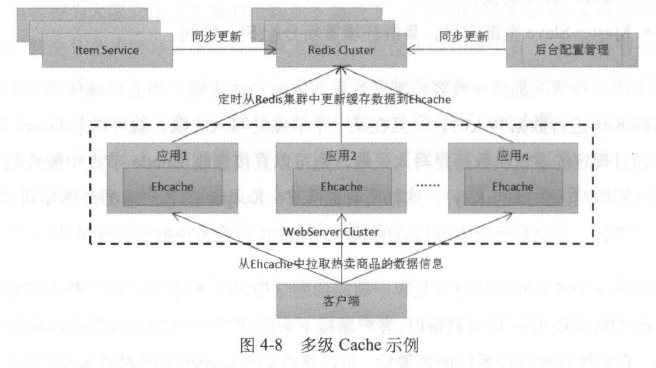 Item Service
同步更新
Redis Cluster
同步更新
后台配置管理
定时从Redis集群中更新缓存数据到Ehcache
应用1
应用2
应用n
Ehcache
Ehcache
......
Ehcache
WebServer Cluster
从Ehcache中拉取热卖商品的数据信息
客户端
图 4-8 多级 Cache 示例